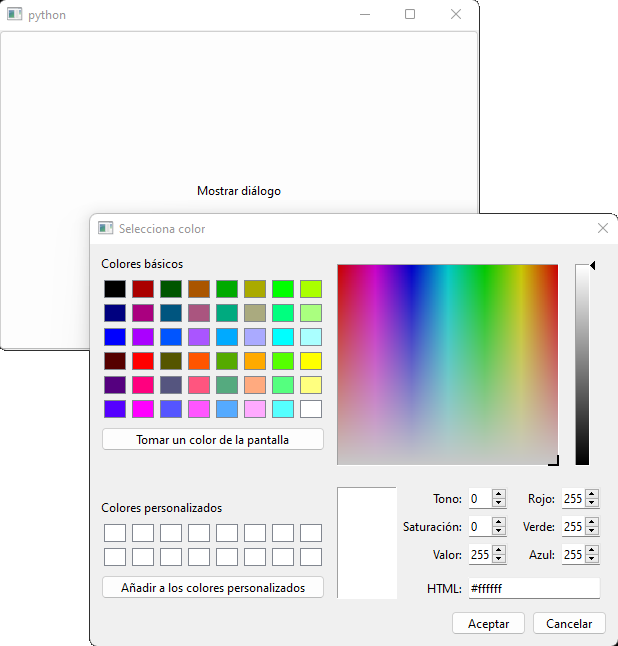 python
Mostrar diálogo
Selecciona color
Colores básicos
Tomar un color de la pantalla
Colores personalizados
Añadir a los colores personalizados
Tono: 0 Rojo: 255
Saturación: 0 Verde: 255
Valor: 255 Azul: 255
HTML: #ffffff
Aceptar Cancelar